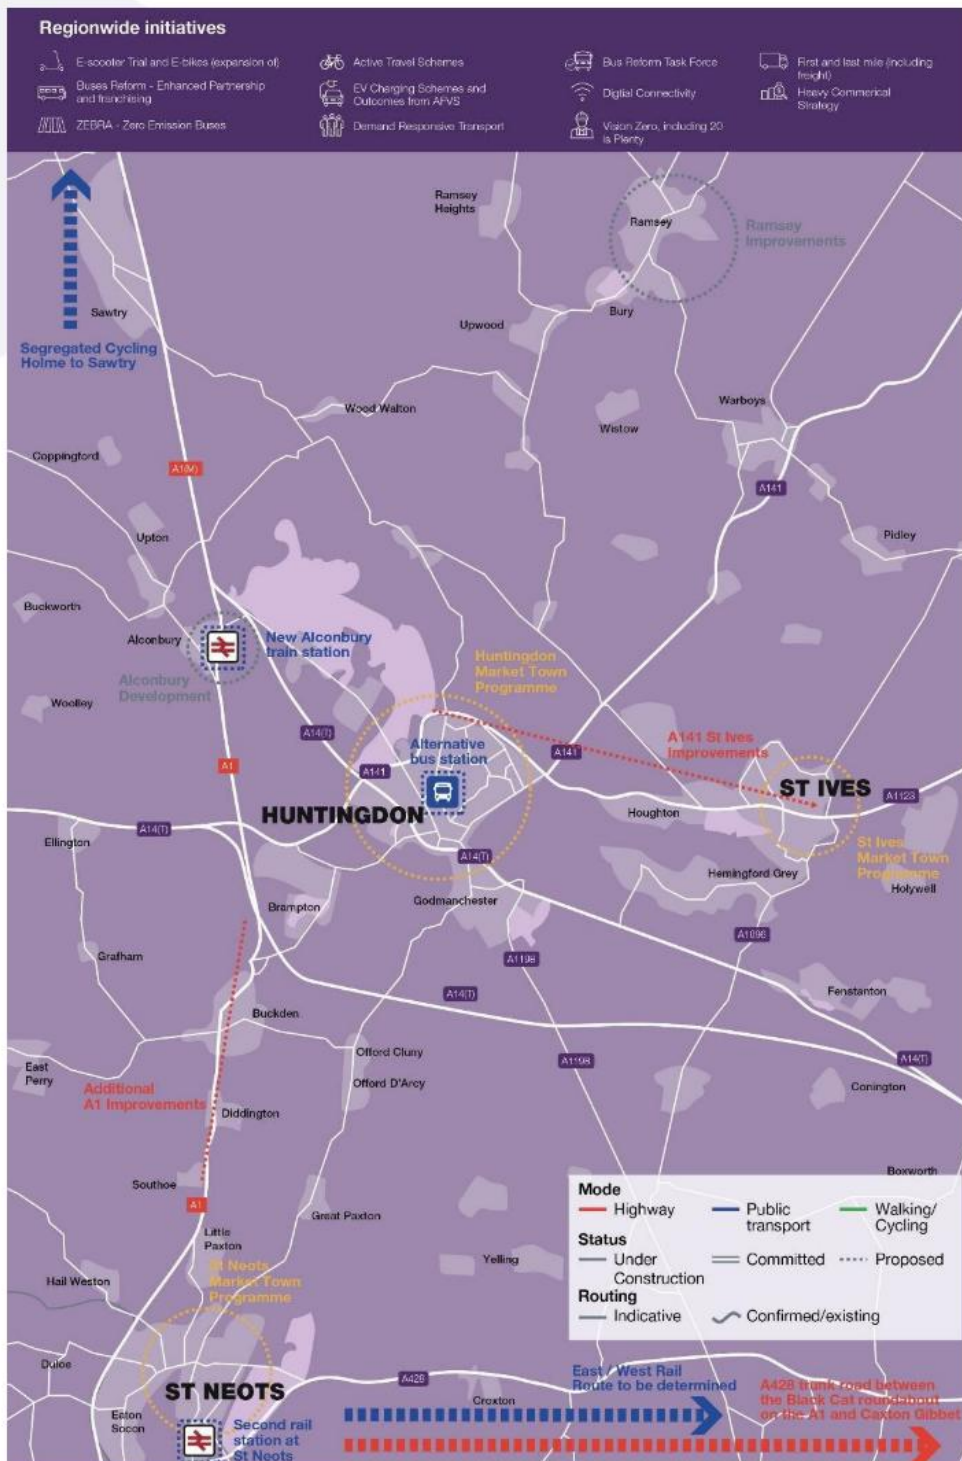 Regionwide initiatives
E-scooter Trial and E-bikes (expansion of)
Buses Reform - Enhanced Partnership
and franchising
ZEBRA - Zero Emission Buses
Active Travel Schemes
EV Charging Schemes and
Outcomes from AFVS
Demand Responsive Transport
Bus Reform Task Force
Digtial Connectivity
Vision Zero, including 20
is Plenty
First and last mile (including
freight)
Heavy Commerical
Strategy
Ramsey
Heights
Ramsey
Ramsey
Improvements
Sawtry
Bury
Upwood
Segregated Cycling
Holme to Sawtry
Warboys
Wood Walton
Wistow
Coppingford
A1(M)
A141
Upton
Pidley
Buckworth
Alconbury
New Alconbury
train station
Huntingdon
Market Town
Programme
Alconbury
Development
Woolley
A14(T)
Alternative
bus station
A141 St Ives
Improvements
A141
A1
A141
ST IVES
A1123
HUNTINGDON
Houghton
A14(T)
Ellington
A14(T)
St Ives
Market Town
Programme
Hemingford Grey
Holywell
Brampton
Godmanchester
A1096
Grafham
A1198
A14(T)
Fenstanton
Buckden
Offord Cluny
A1198
A14(T)
East
Perry
Offord D'Arcy
Conington
Additional
A1 Improvements
Diddington
Boxworth
Southoe
A1
Great Paxton
Little
Paxton
Mode
Highway
Public
transport
Walking/
Cycling
Status
Under
Construction
Committed
Proposed
Routing
Indicative
Confirmed/existing
Yelling
St Neots
Market Town
Programme
Hail Weston
Duloe
A428
East / West Rail
Route to be determined
A428 trunk road between
the Black Cat roundabout
on the A1 and Caxton Gibbet
ST NEOTS
Croxton
Eaton
Socon
Second rail
station at
St Neots